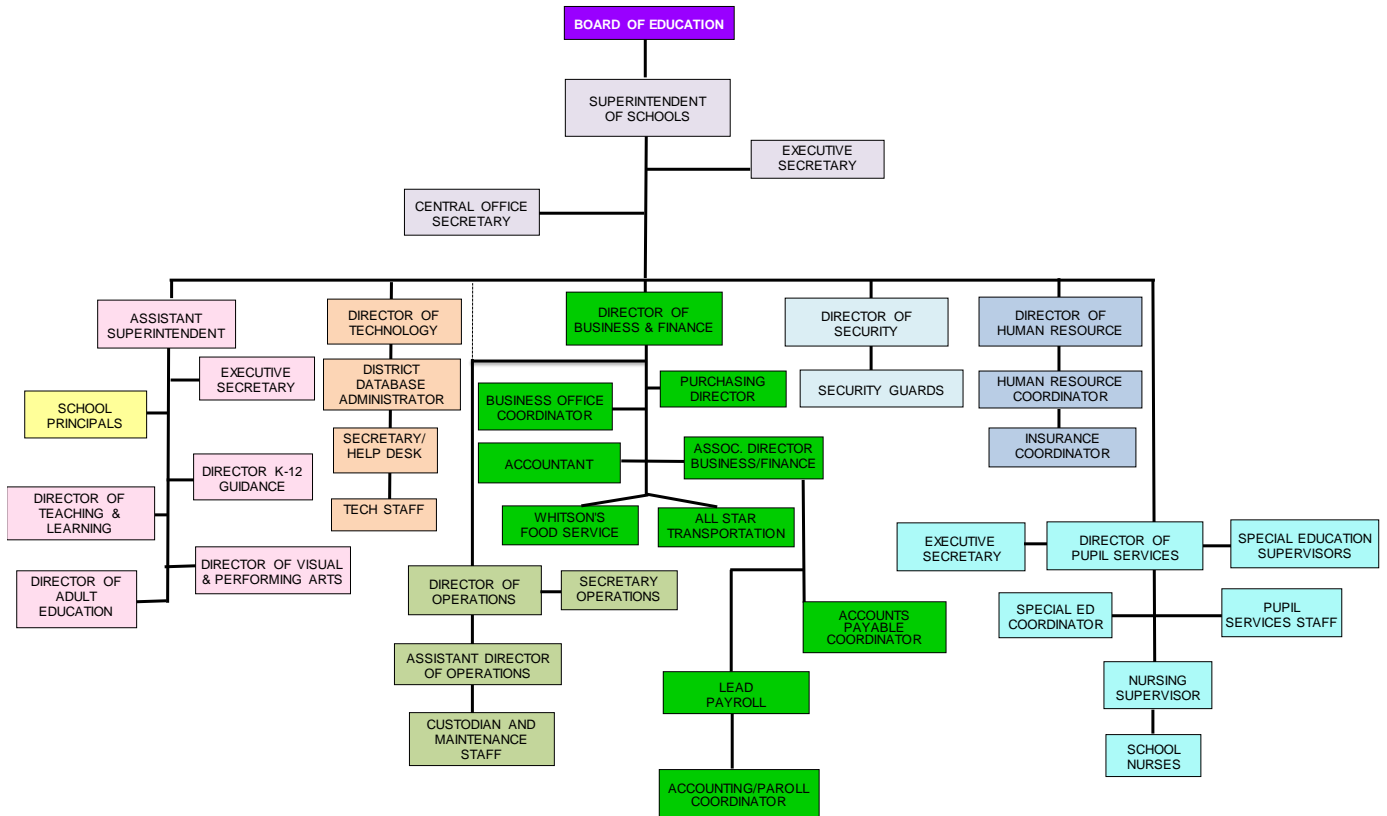 BOARD OF EDUCATION
SUPERINTENDENT
OF SCHOOLS
EXECUTIVE
SECRETARY
CENTRAL OFFICE
SECRETARY
ASSISTANT
SUPERINTENDENT
DIRECTOR OF
TECHNOLOGY
DIRECTOR OF
BUSINESS & FINANCE
DIRECTOR OF
SECURITY
DIRECTOR OF
HUMAN RESOURCE
EXECUTIVE
SECRETARY
DISTRICT
DATABASE
ADMINISTRATOR
PURCHASING
DIRECTOR
SECURITY GUARDS
HUMAN RESOURCE
COORDINATOR
SCHOOL
PRINCIPALS
BUSINESS OFFICE
COORDINATOR
SECRETARY/
HELP DESK
INSURANCE
COORDINATOR
ACCOUNTANT
ASSOC. DIRECTOR
BUSINESS/FINANCE
DIRECTOR K-12
GUIDANCE
DIRECTOR OF
TEACHING &
LEARNING
TECH STAFF
WHITSON'S
FOOD SERVICE
ALL STAR
TRANSPORTATION
EXECUTIVE
SECRETARY
DIRECTOR OF
PUPIL SERVICES
SPECIAL EDUCATION
SUPERVISORS
DIRECTOR OF VISUAL
& PERFORMING ARTS
DIRECTOR OF
ADULT
EDUCATION
DIRECTOR OF
OPERATIONS
SECRETARY
OPERATIONS
ACCOUNTS
PAYABLE
COORDINATOR
SPECIAL ED
COORDINATOR
PUPIL
SERVICES STAFF
ASSISTANT DIRECTOR
OF OPERATIONS
LEAD
PAYROLL
NURSING
SUPERVISOR
CUSTODIAN AND
MAINTENANCE
STAFF
SCHOOL
NURSES
ACCOUNTING/PAROLL
COORDINATOR